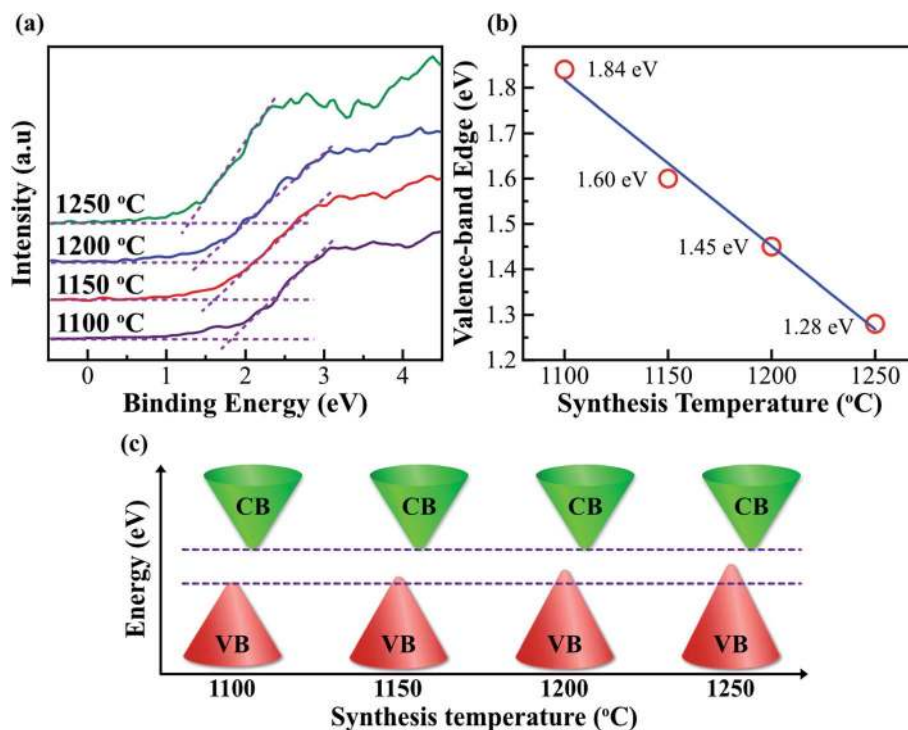 (a)
1250 °C
1200 °C
1150 °C
1100 °C
Intensity (a.u)
0 1 2 3 4
Binding Energy (eV)
(b)
1.8
1.7
1.6
1.5
1.4
1.3
1.2
Valence-band Edge (eV)
1.84 eV
1.60 eV
1.45 eV
1.28 eV
1100 1150 1200 1250
Synthesis Temperature (°C)
(c)
Energy (eV)
CB CB CB CB
VB VB VB VB
1100 1150 1200 1250
Synthesis temperature (°C)